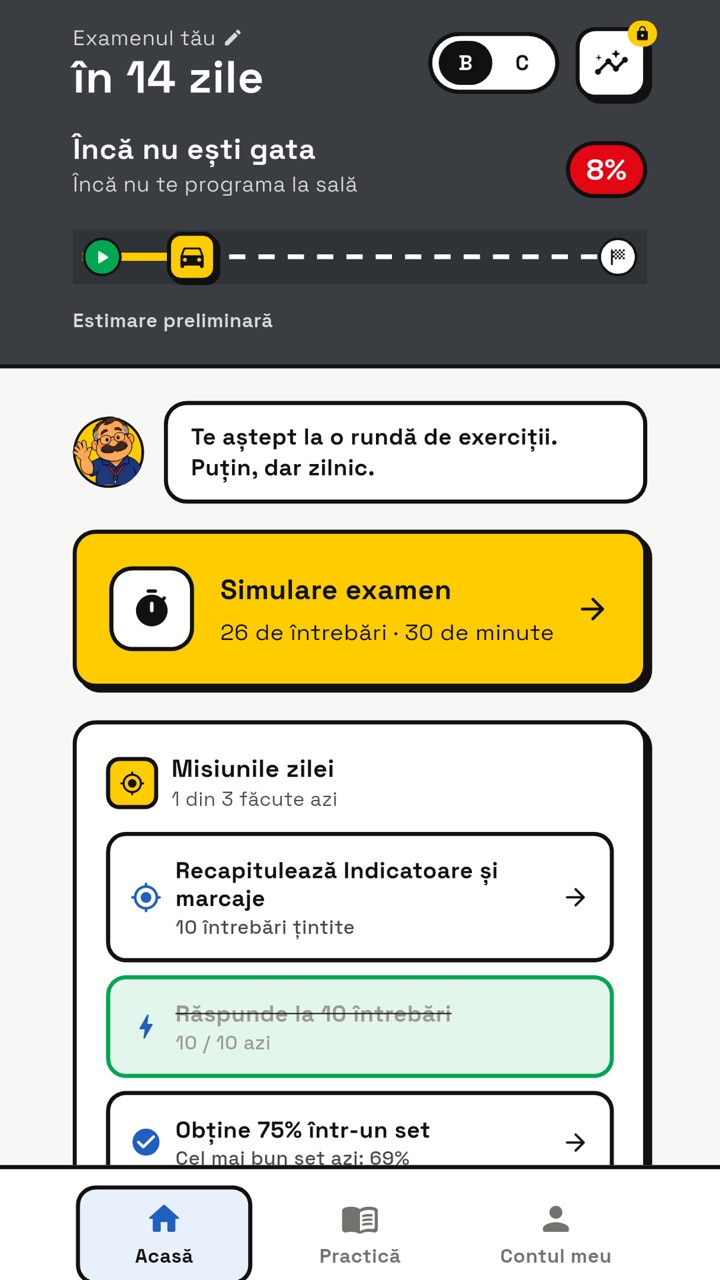 Examenul tău
în 14 zile
B
C
Încă nu ești gata
Încă nu te programa la sală
8%
Estimare preliminară
Te aștept la o rundă de exerciții.
Puțin, dar zilnic.
Simulare examen
26 de întrebări · 30 de minute
Misiunile zilei
1 din 3 făcute azi
Recapitulează Indicatoare și
marcaje
10 întrebări țintite
Răspunde la 10 întrebări
10 / 10 azi
Obține 75% într-un set
Cel mai bun set azi: 69%
Acasă
Practică
Contul meu